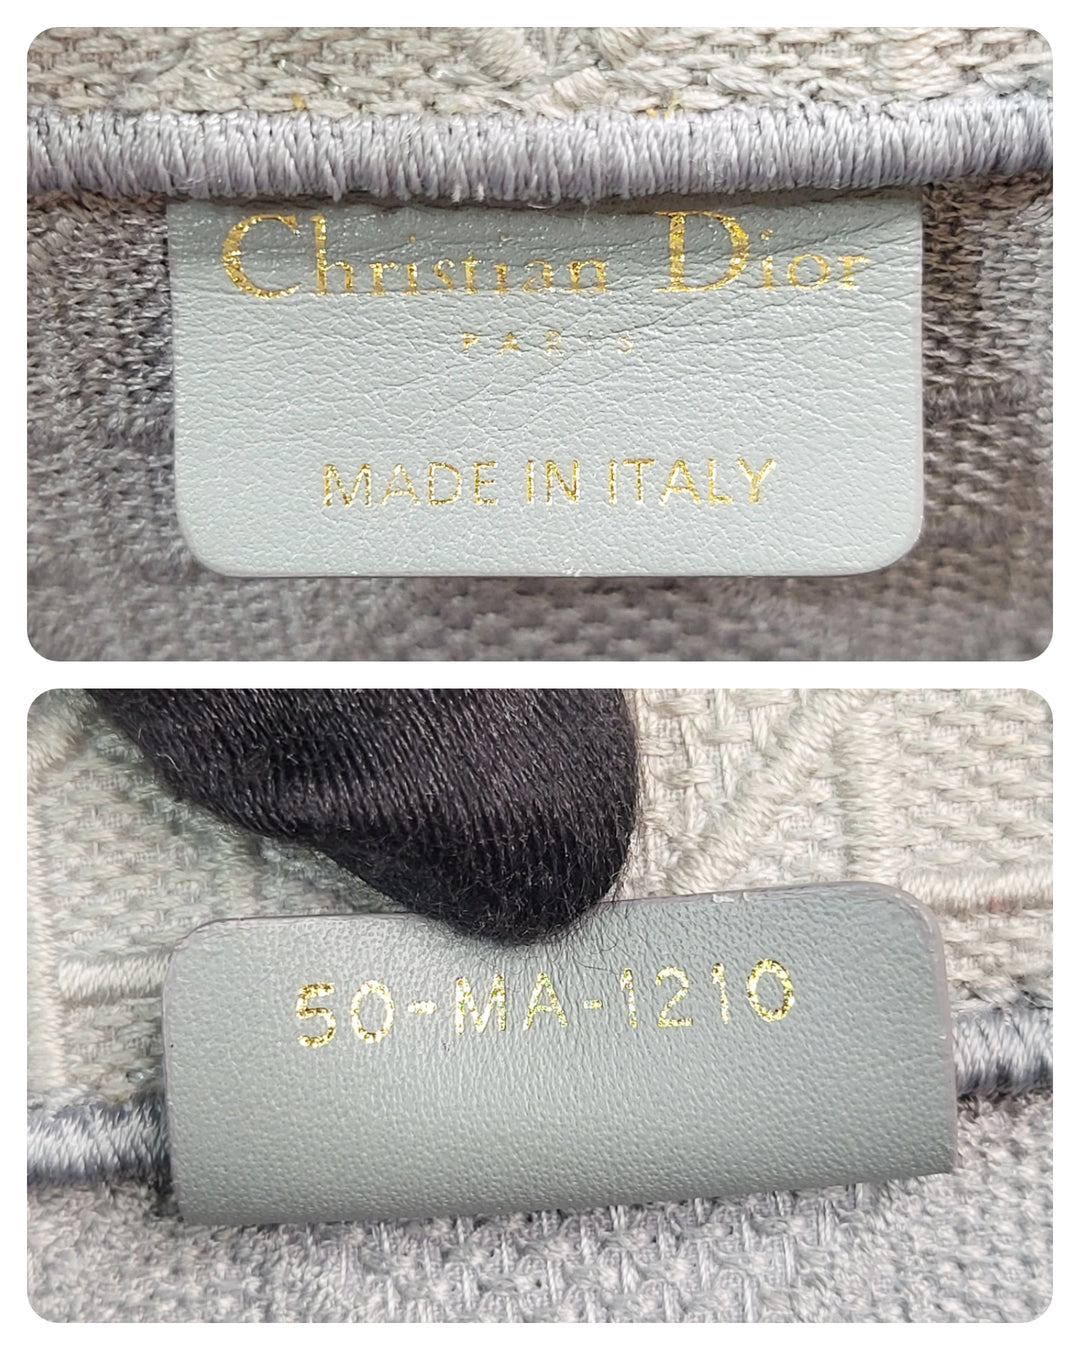 Christian Dior
PARIS
MADE IN ITALY
50-MA-1210